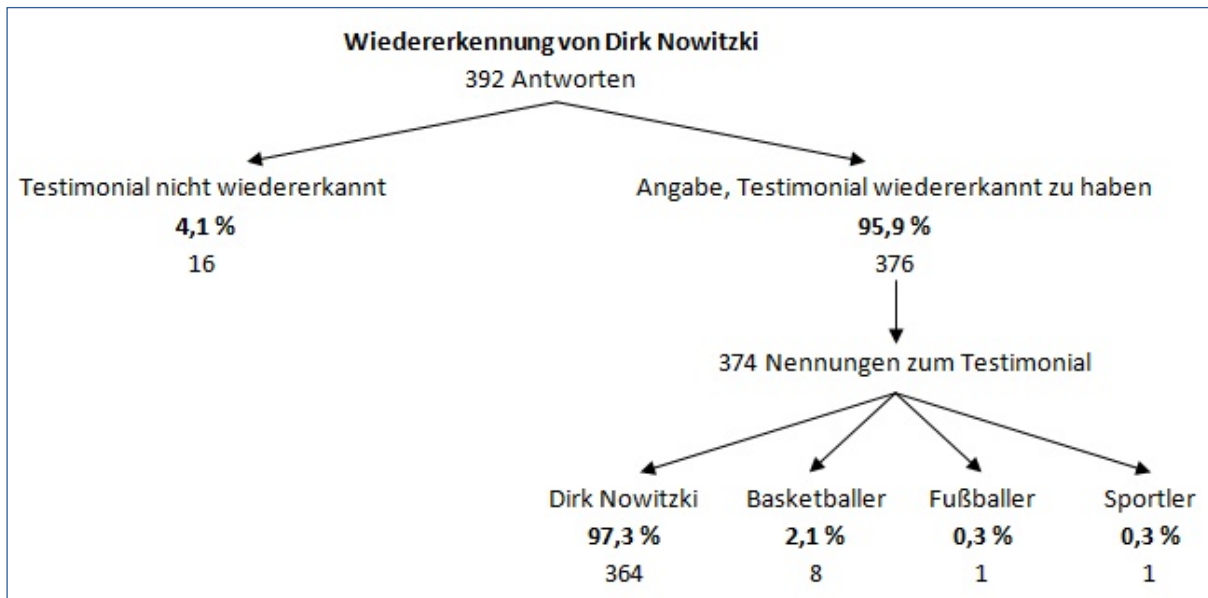 Wiedererkennung von Dirk Nowitzki
392 Antworten
Testimonial nicht wiedererkannt
4,1 %
16
Angabe, Testimonial wiedererkannt zu haben
95,9 %
376
374 Nennungen zum Testimonial
Dirk Nowitzki
97,3 %
364
Basketballer
2,1 %
8
Fußballer
0,3 %
1
Sportler
0,3 %
1